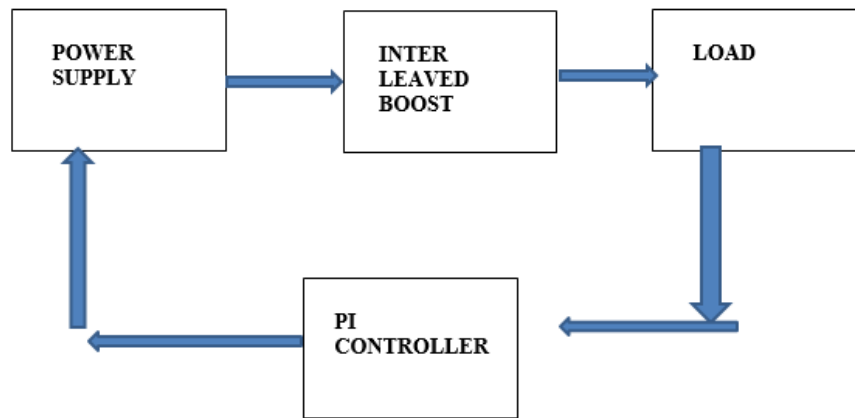 POWER
SUPPLY
INTER
LEAVED
BOOST
LOAD
PI
CONTROLLER